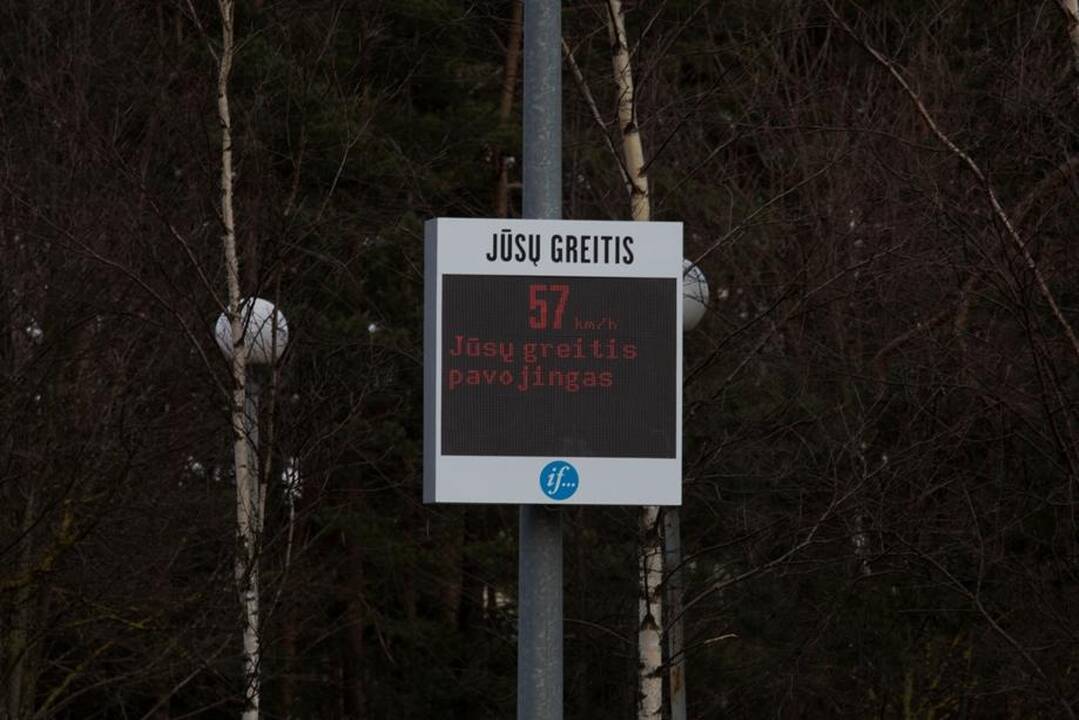 JŪSŲ GREITIS
57 km/h
Jūsų greitis
pavojingas
if...